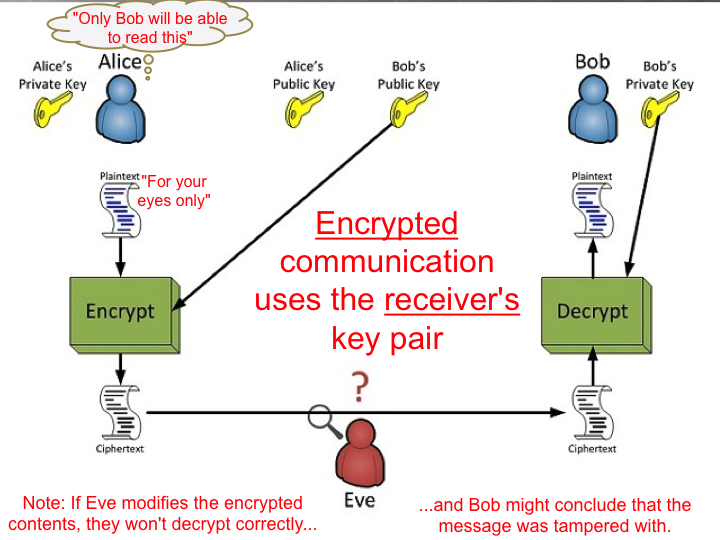 "Only Bob will be able
to read this"
Alice's
Private Key
Alice
Alice's
Public Key
Bob's
Public Key
Bob
Bob's
Private Key
Plaintext
"For your
eyes only"
Plaintext
Encrypted
communication
uses the receiver's
key pair
Encrypt
Decrypt
?
Ciphertext
Ciphertext
Eve
Note: If Eve modifies the encrypted
contents, they won't decrypt correctly...
...and Bob might conclude that the
message was tampered with.